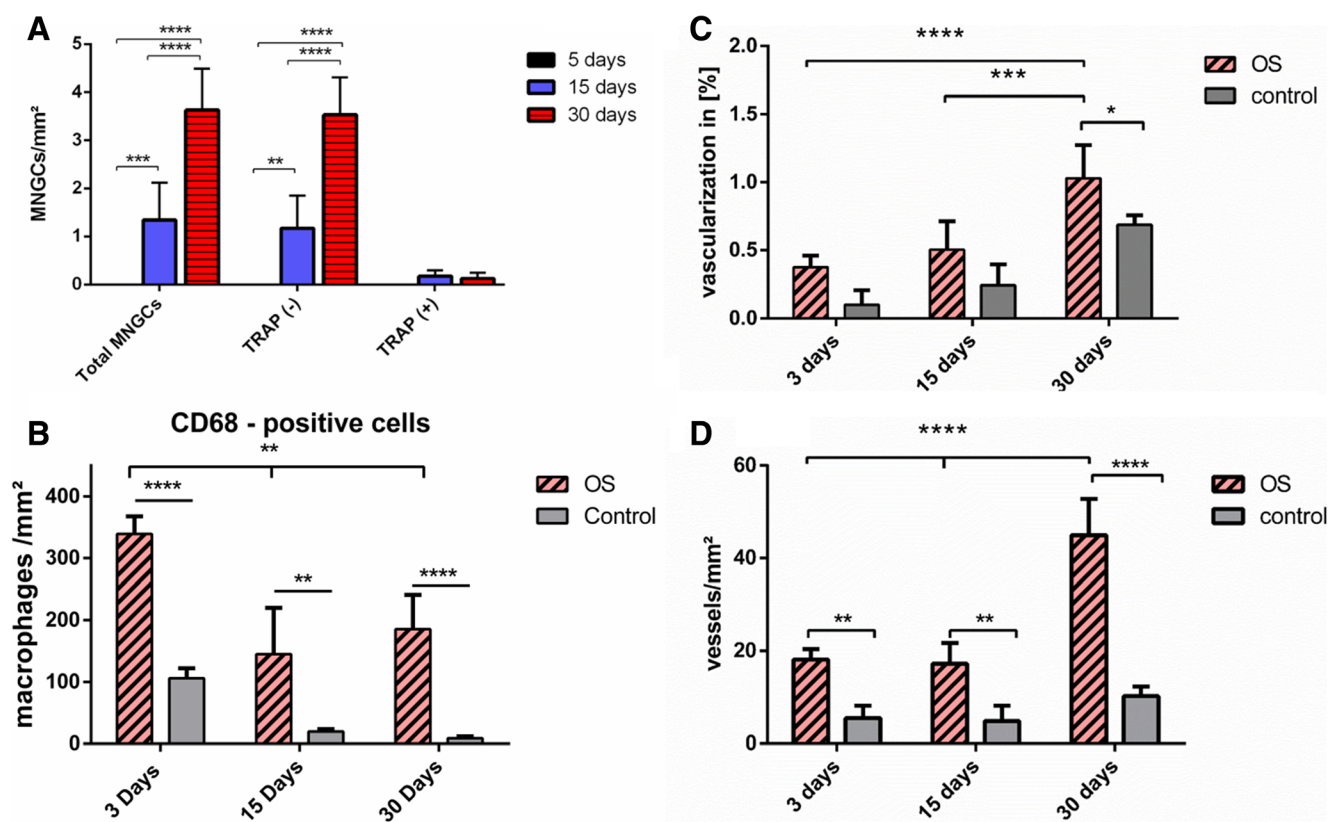 A
****
****
****
****
***
**
5
4
3
2
1
0
MNGCs/mm²
Total MNGCs
TRAP (-)
TRAP (+)
5 days
15 days
30 days
C
****
***
*
2.0
1.5
1.0
0.5
0.0
vascularization in [%]
3 days
15 days
30 days
OS
control
B
CD68 - positive cells
**
****
**
****
400
300
200
100
0
macrophages /mm²
3 Days
15 Days
30 Days
OS
Control
D
****
****
**
**
60
40
20
0
vessels/mm²
3 days
15 days
30 days
OS
control